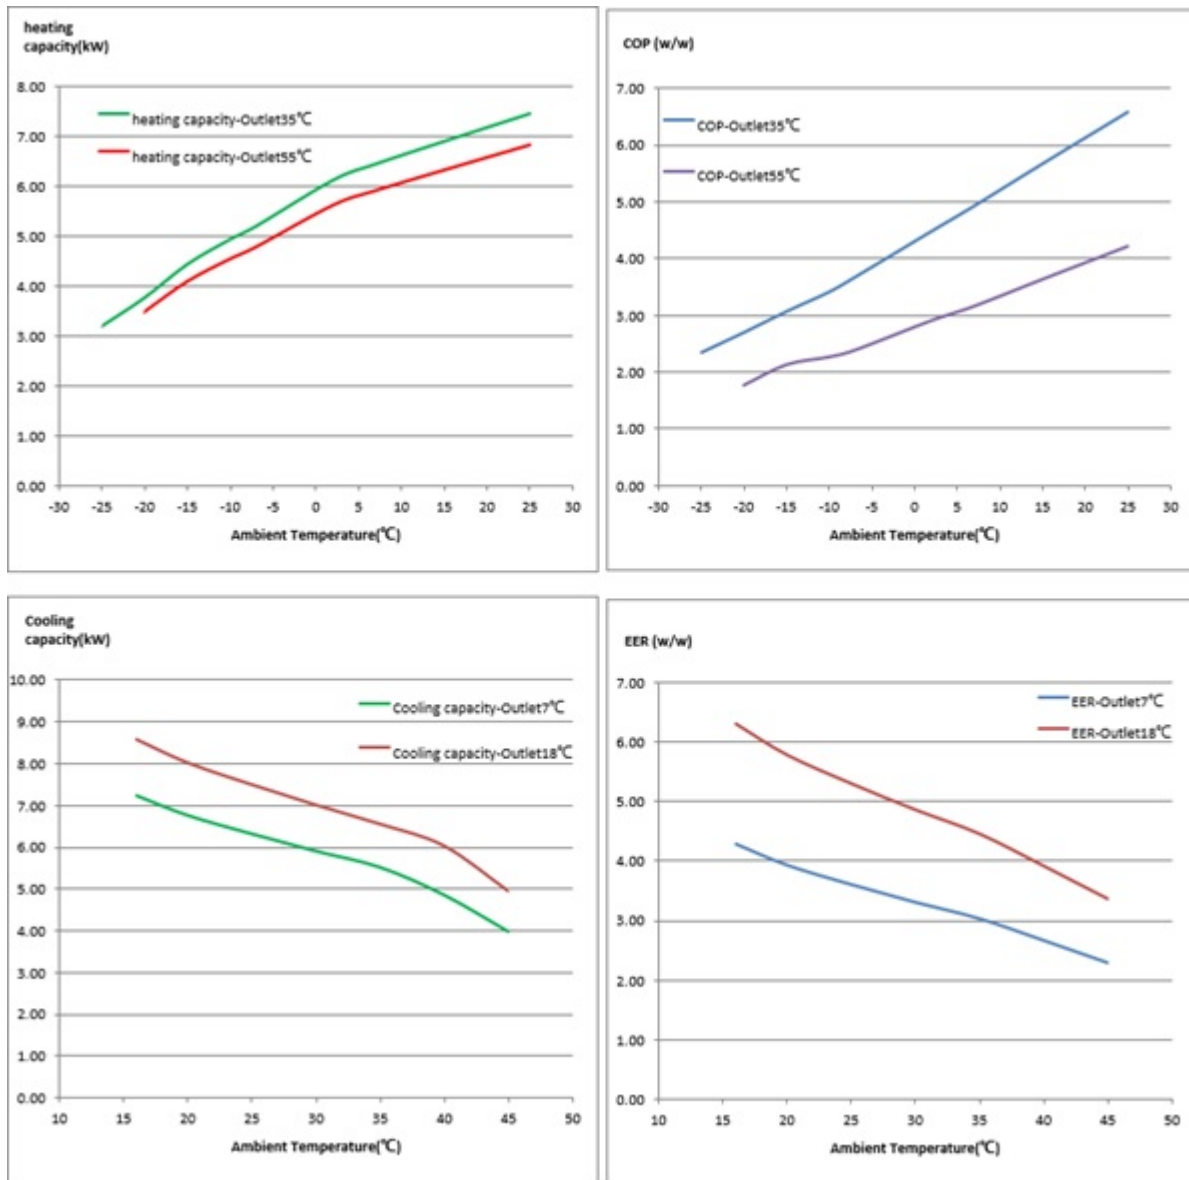 heating
capacity(kW)
8.00
7.00
6.00
5.00
4.00
3.00
2.00
1.00
0.00
heating capacity-Outlet35℃
heating capacity-Outlet55℃
-30 -25 -20 -15 -10 -5 0 5 10 15 20 25 30
Ambient Temperature(℃)
COP (w/w)
7.00
6.00
5.00
4.00
3.00
2.00
1.00
0.00
COP-Outlet35℃
COP-Outlet55℃
-30 -25 -20 -15 -10 -5 0 5 10 15 20 25 30
Ambient Temperature(℃)
Cooling
capacity(kW)
10.00
9.00
8.00
7.00
6.00
5.00
4.00
3.00
2.00
1.00
0.00
Cooling capacity-Outlet7℃
Cooling capacity-Outlet18℃
10 15 20 25 30 35 40 45 50
Ambient Temperature(℃)
EER (w/w)
7.00
6.00
5.00
4.00
3.00
2.00
1.00
0.00
EER-Outlet7℃
EER-Outlet18℃
10 15 20 25 30 35 40 45 50
Ambient Temperature(℃)